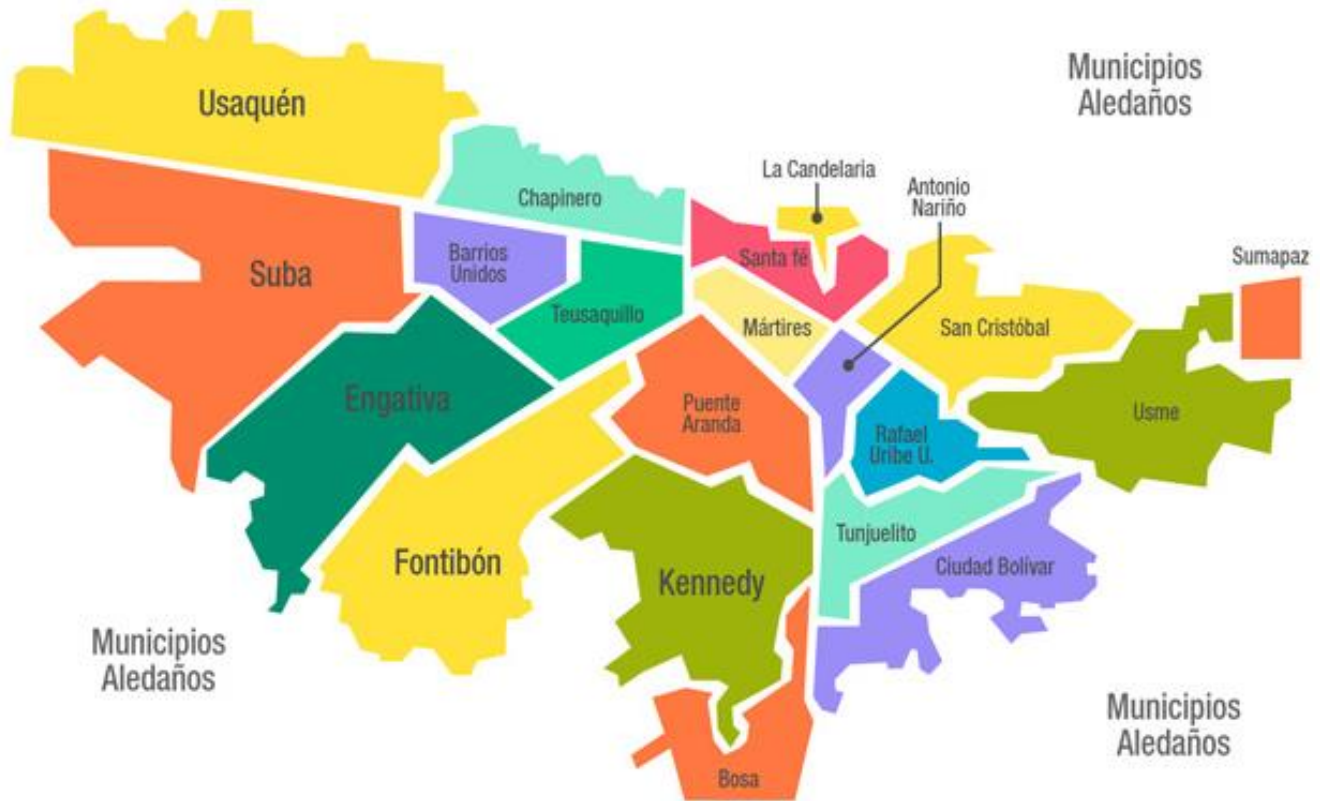 Municipios
Aledaños
Usaquén
La Candelaria
Antonio
Nariño
Chapinero
Barrios
Unidos
Santa fé
Sumapaz
Suba
Teusaquillo
Mártires
San Cristóbal
Engativa
Puente
Aranda
Usme
Rafael
Uribe U.
Tunjuelito
Fontibón
Kennedy
Ciudad Bolívar
Municipios
Aledaños
Municipios
Aledaños
Bosa